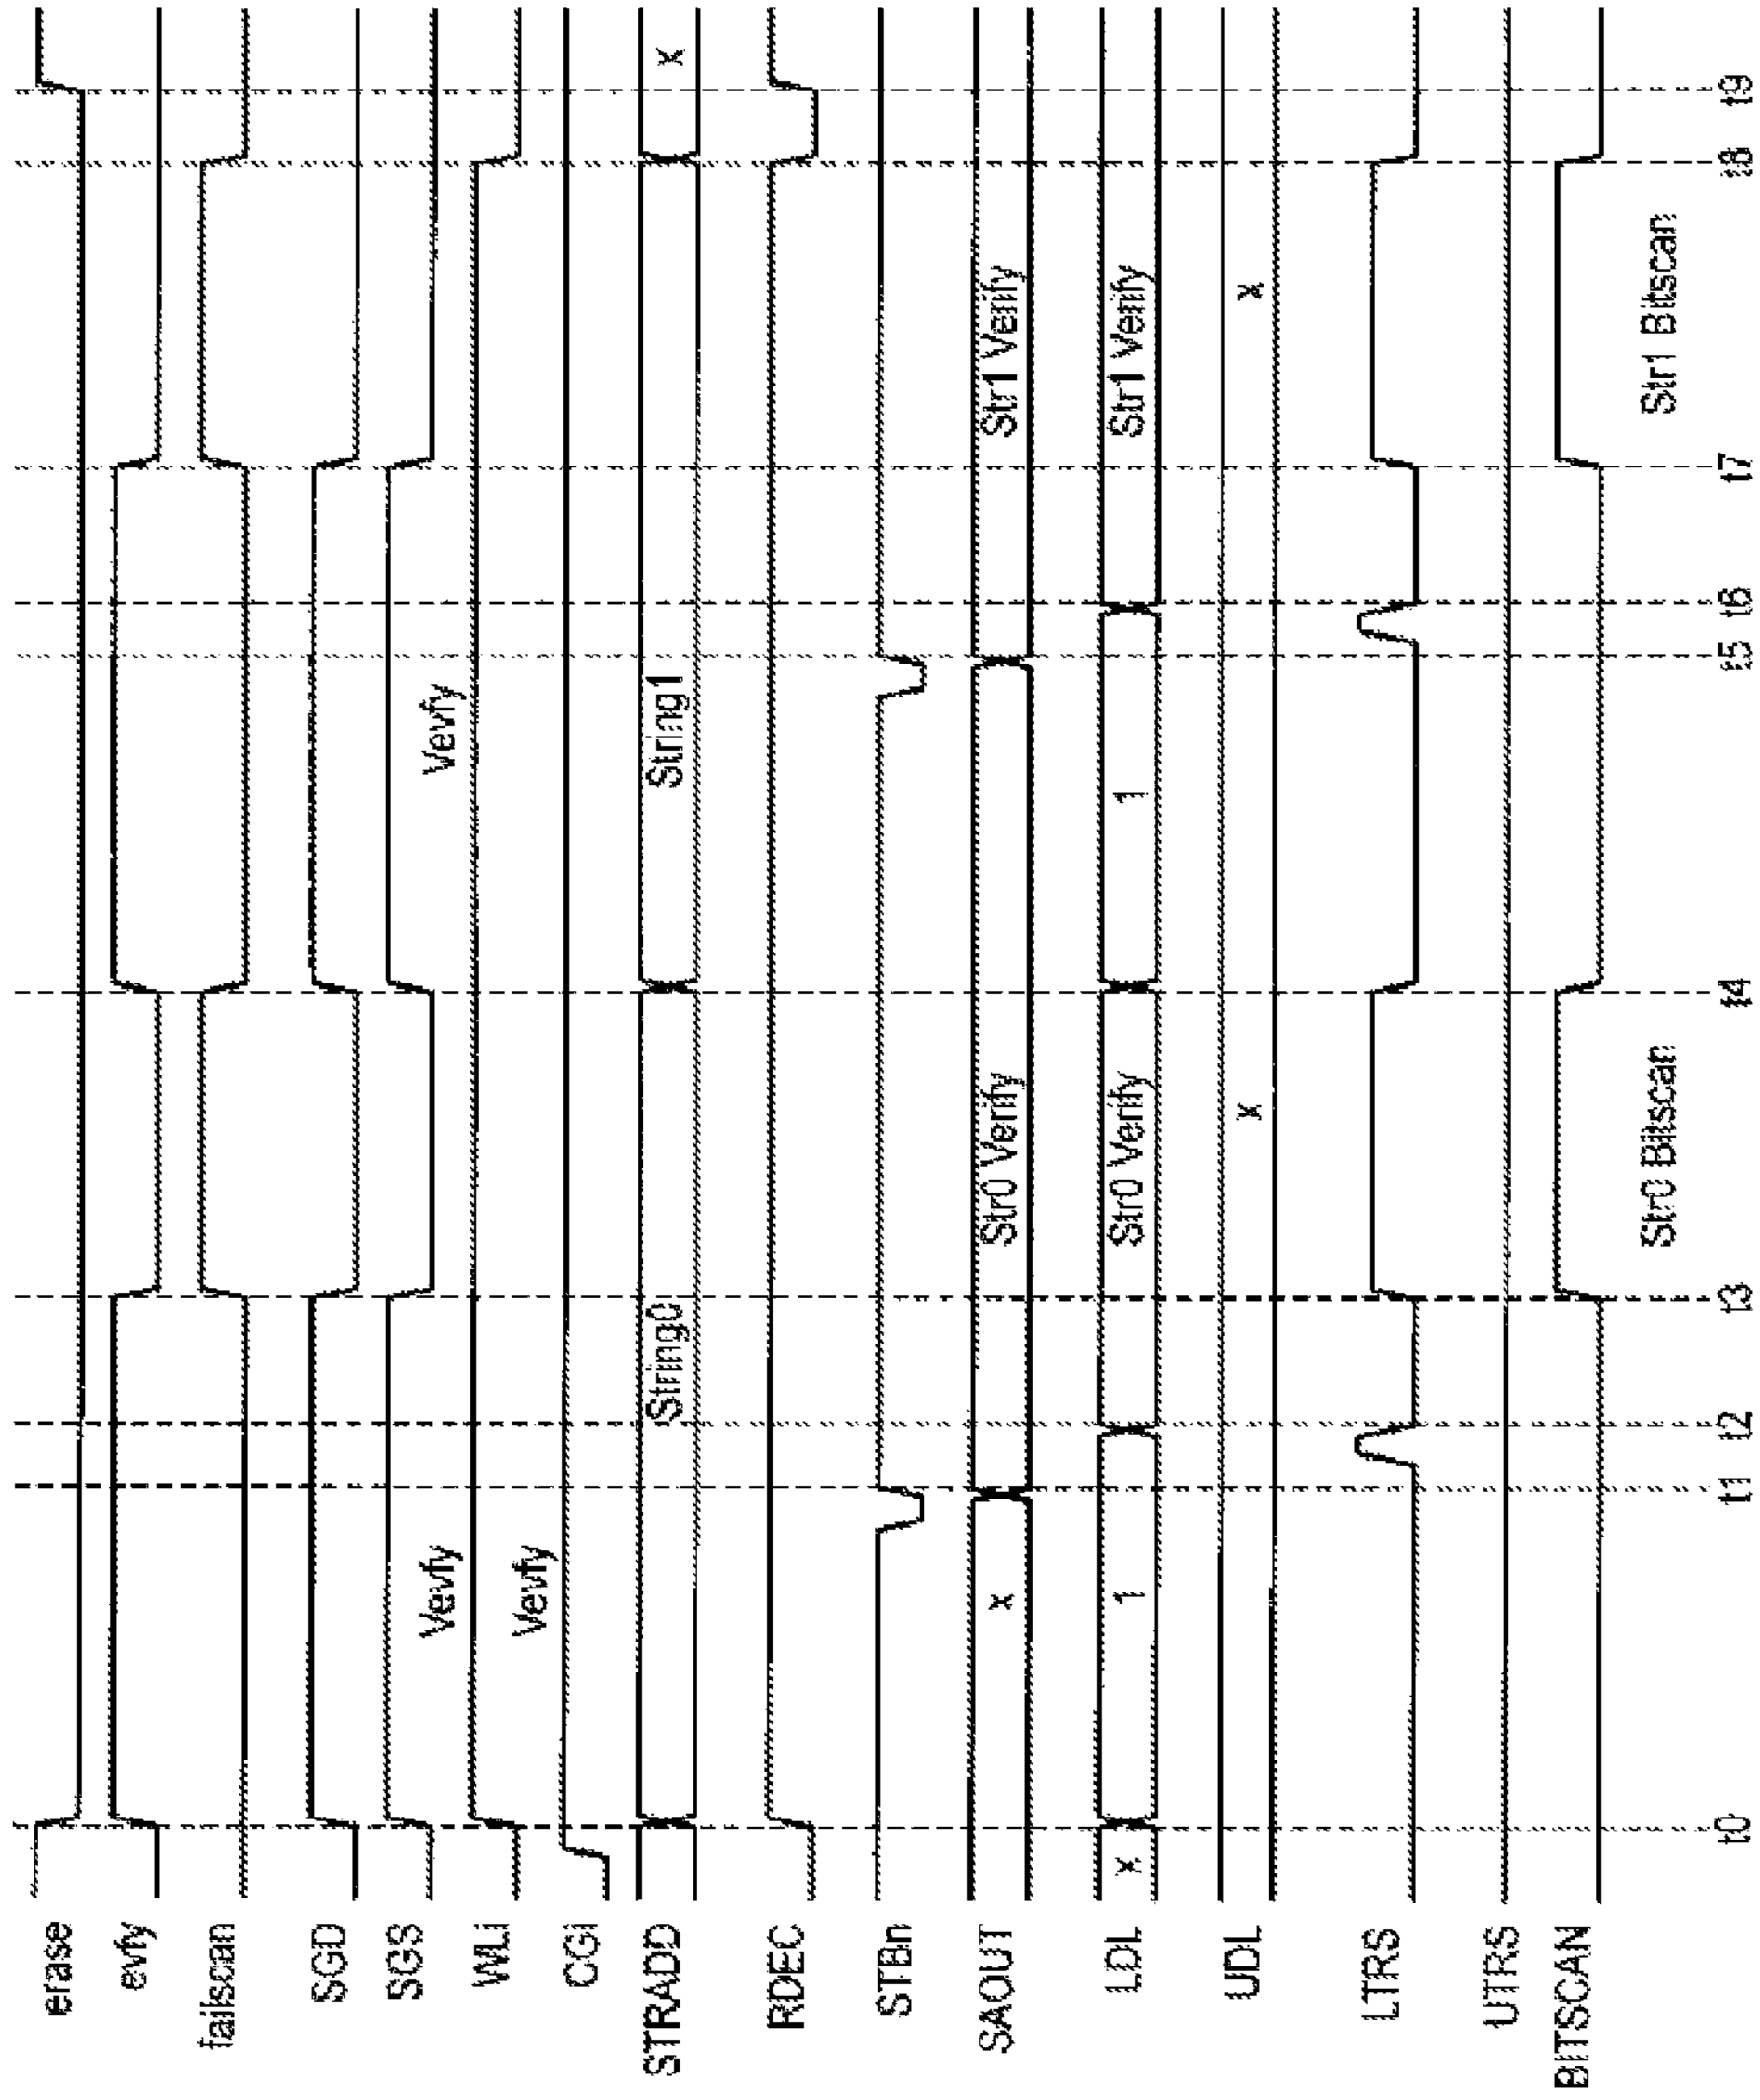 erase
evfy
failscan
SGD
SGS
Vevfy
Vevfy
WLi
Vevfy
CGi
STRADD
String0
String1
x
RDEC
STBn
SAOUT
x
Str0 Verify
Str1 Verify
LDL
x
1
Str0 Verify
1
Str1 Verify
UDL
x
x
LTRS
UTRS
BITSCAN
Str0 Bitscan
Str1 Bitscan
t0 t1 t2 t3 t4 t5 t6 t7 t8 t9